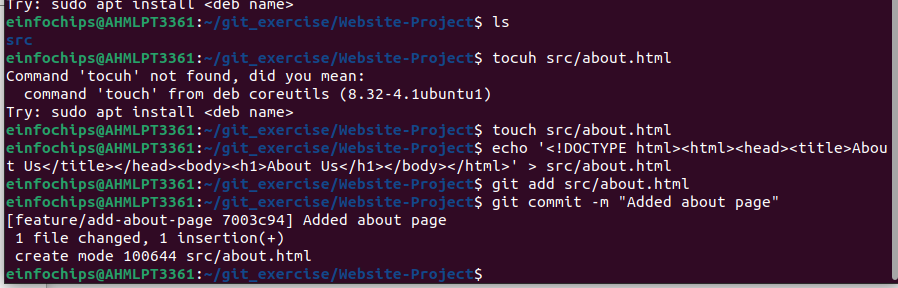 Try: sudo apt install <deb name>
einfochips@AHMLPT3361:~/git_exercise/Website-Project$ ls
src
einfochips@AHMLPT3361:~/git_exercise/Website-Project$ tocuh src/about.html
Command 'tocuh' not found, did you mean:
  command 'touch' from deb coreutils (8.32-4.1ubuntu1)
Try: sudo apt install <deb name>
einfochips@AHMLPT3361:~/git_exercise/Website-Project$ touch src/about.html
einfochips@AHMLPT3361:~/git_exercise/Website-Project$ echo '<!DOCTYPE html><html><head><title>Abou
t Us</title></head><body><h1>About Us</h1></body></html>' > src/about.html
einfochips@AHMLPT3361:~/git_exercise/Website-Project$ git add src/about.html
einfochips@AHMLPT3361:~/git_exercise/Website-Project$ git commit -m "Added about page"
[feature/add-about-page 7003c94] Added about page
 1 file changed, 1 insertion(+)
 create mode 100644 src/about.html
einfochips@AHMLPT3361:~/git_exercise/Website-Project$